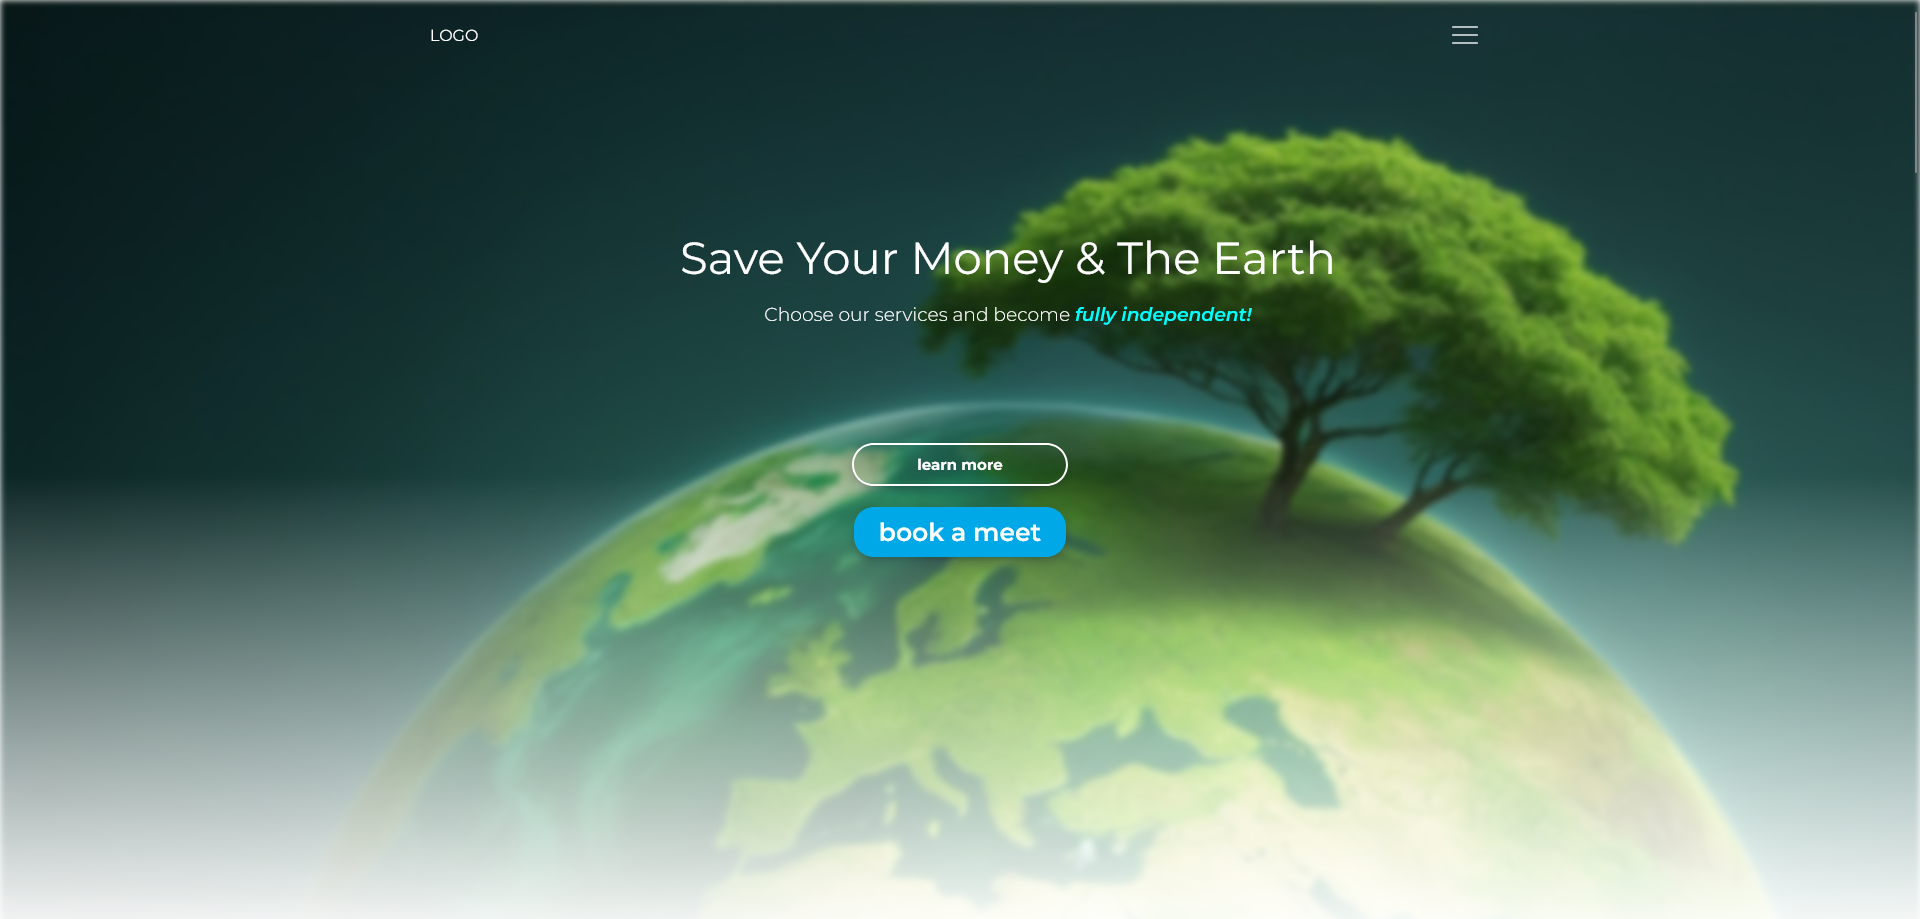 LOGO
Save Your Money & The Earth
Choose our services and become fully independent!
learn more
book a meet